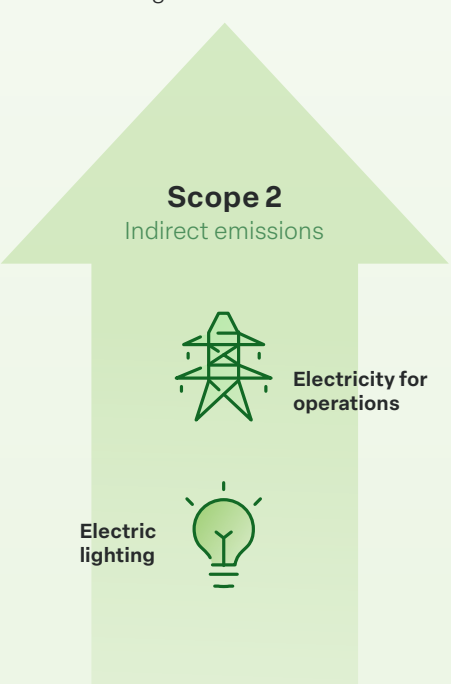 Scope 2
Indirect emissions
Electricity for
operations
Electric
lighting